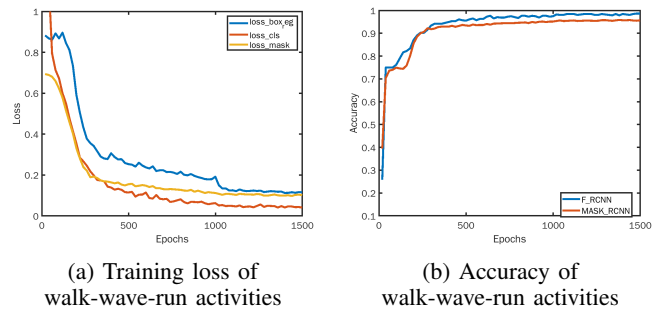 1
0.8
0.6
0.4
0.2
0
Loss
0
500
1000
1500
Epochs
loss_box_reg
loss_cls
loss_mask
(a) Training loss of
walk-wave-run activities
1
0.9
0.8
0.7
0.6
0.5
0.4
0.3
0.2
0.1
Accuracy
0
500
1000
1500
Epochs
F_RCNN
MASK_RCNN
(b) Accuracy of
walk-wave-run activities